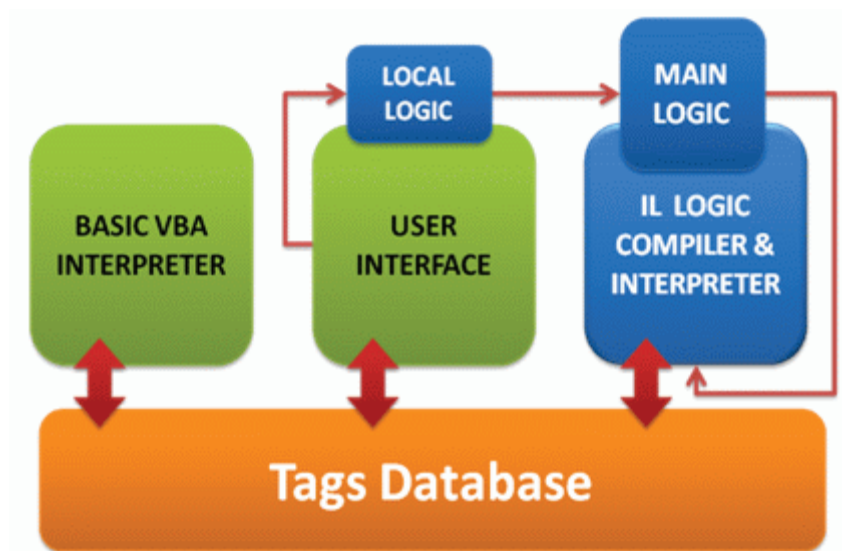 LOCAL
LOGIC
MAIN
LOGIC
BASIC VBA
INTERPRETER
USER
INTERFACE
IL LOGIC
COMPILER &
INTERPRETER
Tags Database